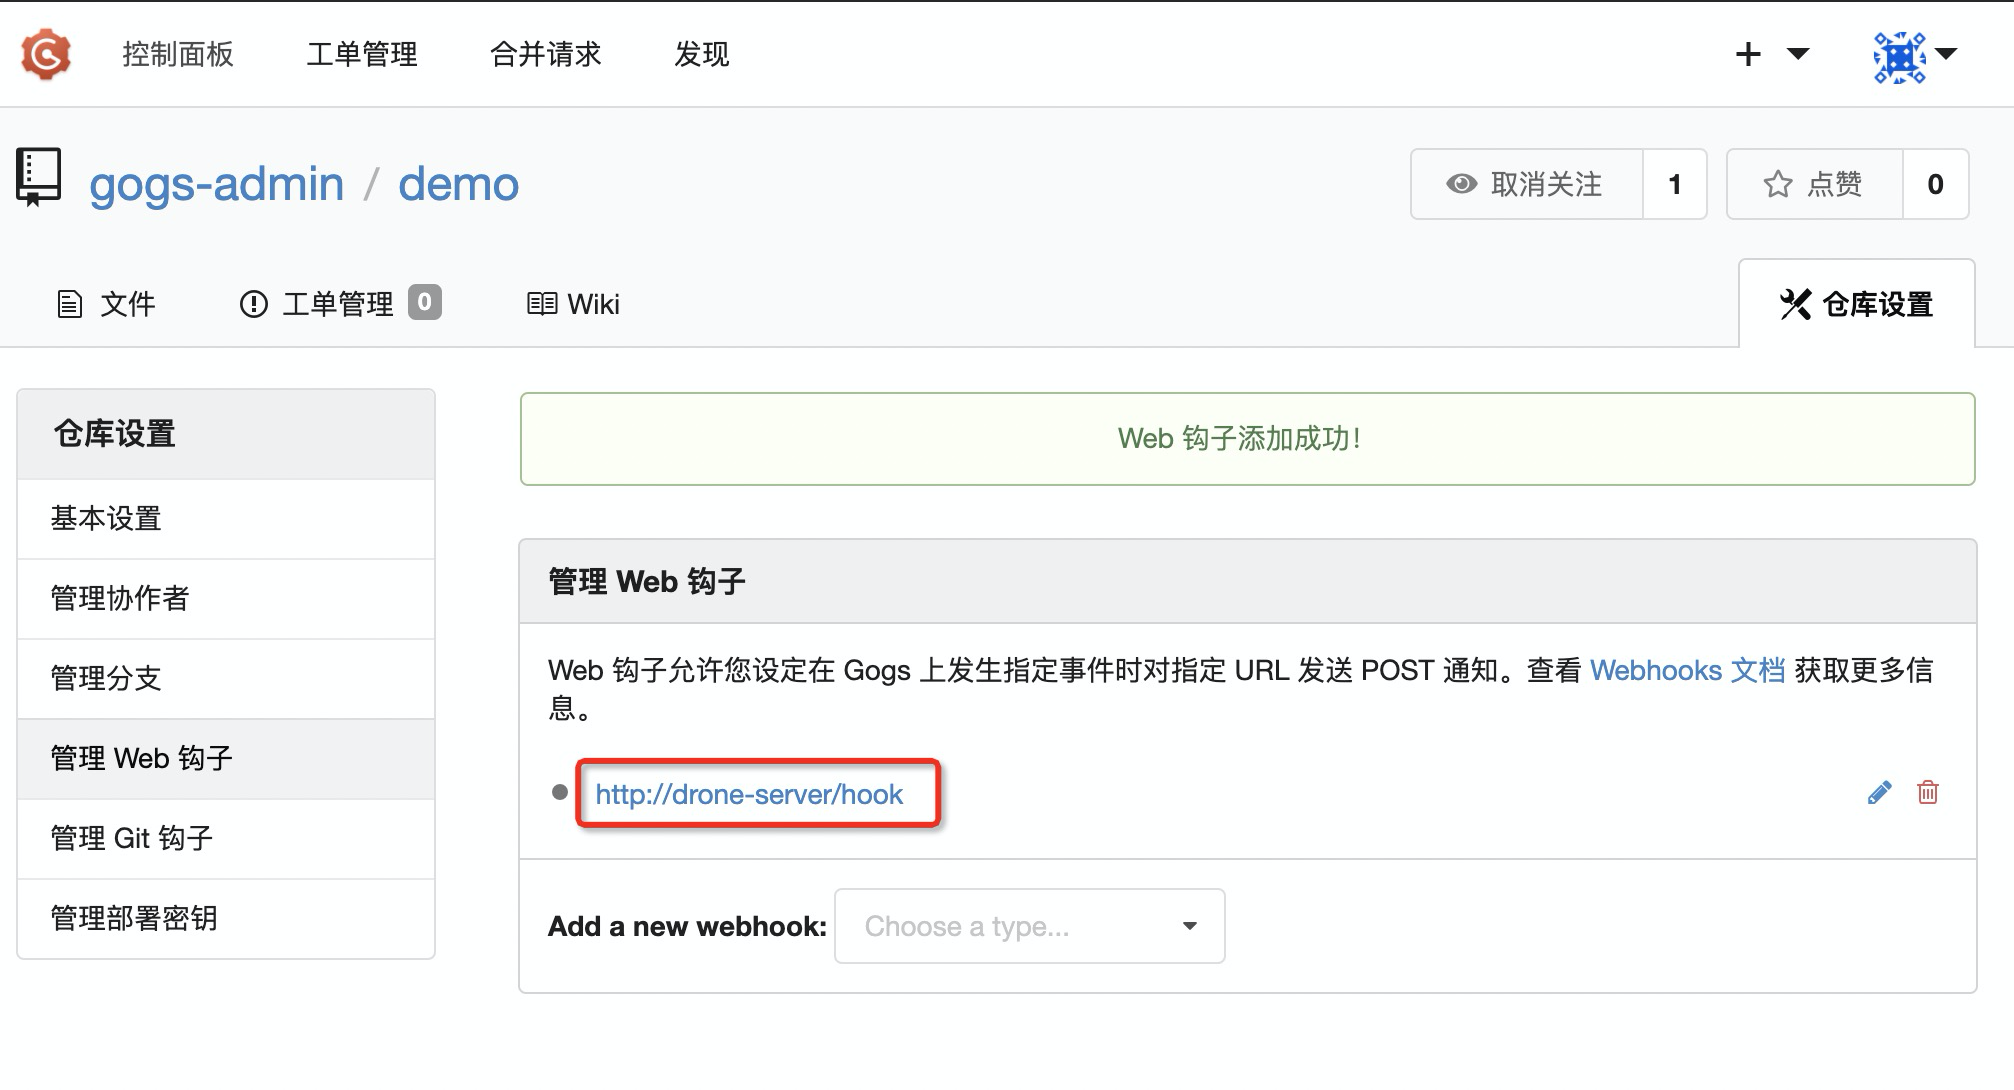 控制面板 工单管理 合并请求 发现
gogs-admin / demo 取消关注 1 点赞 0
文件 工单管理 0 Wiki 仓库设置
仓库设置
基本设置
管理协作者
管理分支
管理 Web 钩子
管理 Git 钩子
管理部署密钥
Web 钩子添加成功！
管理 Web 钩子
Web 钩子允许您设定在 Gogs 上发生指定事件时对指定 URL 发送 POST 通知。查看 Webhooks 文档 获取更多信
息。
http://drone-server/hook
Add a new webhook: Choose a type...